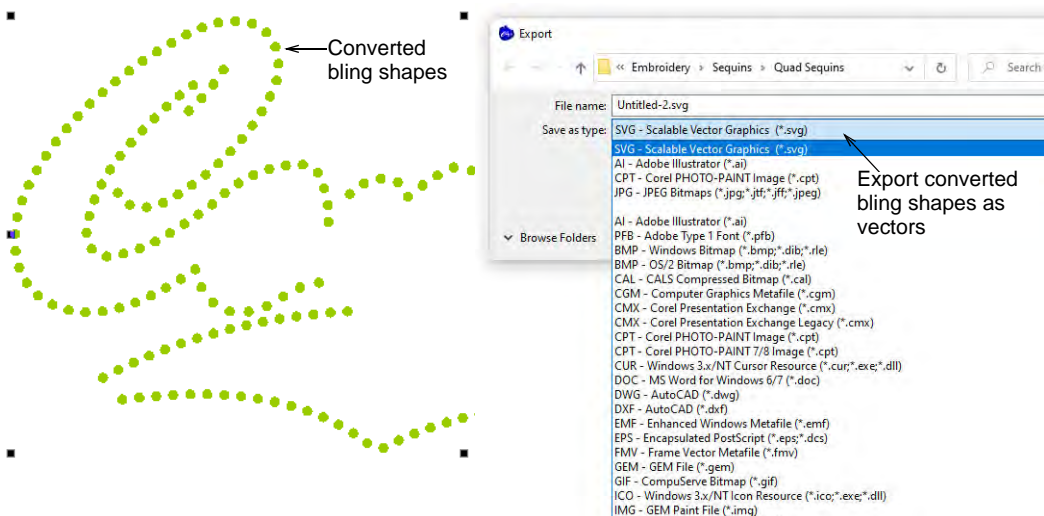 Converted
bling shapes
Export
« Embroidery › Sequins › Quad Sequins
Search
File name: Untitled-2.svg
Save as type: SVG - Scalable Vector Graphics (*.svg)
SVG - Scalable Vector Graphics (*.svg)
AI - Adobe Illustrator (*.ai)
CPT - Corel PHOTO-PAINT Image (*.cpt)
JPG - JPEG Bitmaps (*.jpg;*.jtf;*.jff;*.jpeg)
AI - Adobe Illustrator (*.ai)
PFB - Adobe Type 1 Font (*.pfb)
BMP - Windows Bitmap (*.bmp;*.dib;*.rle)
BMP - OS/2 Bitmap (*.bmp;*.dib;*.rle)
CAL - CALS Compressed Bitmap (*.cal)
CGM - Computer Graphics Metafile (*.cgm)
CMX - Corel Presentation Exchange (*.cmx)
CMX - Corel Presentation Exchange Legacy (*.cmx)
CPT - Corel PHOTO-PAINT Image (*.cpt)
CPT - Corel PHOTO-PAINT 7/8 Image (*.cpt)
CUR - Windows 3.x/NT Cursor Resource (*.cur;*.exe;*.dll)
DOC - MS Word for Windows 6/7 (*.doc)
DWG - AutoCAD (*.dwg)
DXF - AutoCAD (*.dxf)
EMF - Enhanced Windows Metafile (*.emf)
EPS - Encapsulated PostScript (*.eps;*.dcs)
FMV - Frame Vector Metafile (*.fmv)
GEM - GEM File (*.gem)
GIF - CompuServe Bitmap (*.gif)
ICO - Windows 3.x/NT Icon Resource (*.ico;*.exe;*.dll)
IMG - GEM Paint File (*.img)
Browse Folders
Export converted
bling shapes as
vectors